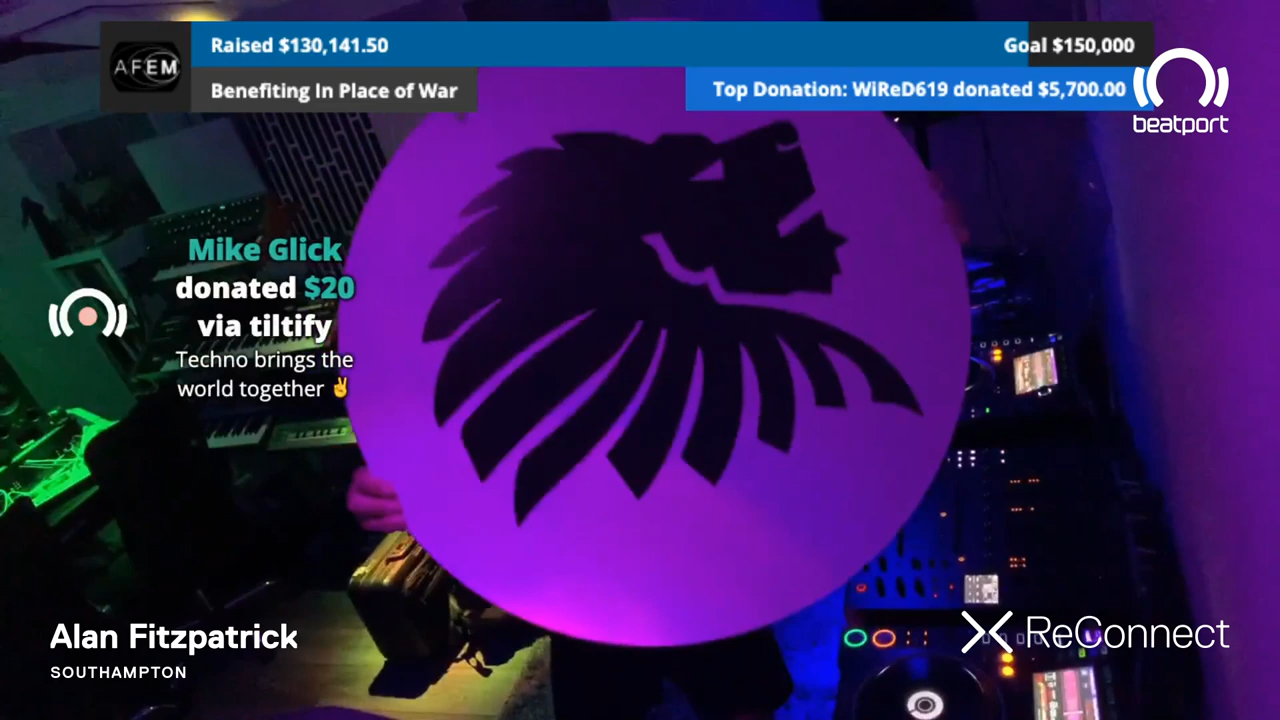 AFEM
Raised $130,141.50
Goal $150,000
Benefiting In Place of War
Top Donation: WiReD619 donated $5,700.00
beatport
Mike Glick
donated $20
via tiltify
Techno brings the
world together ✌
Alan Fitzpatrick
SOUTHAMPTON
ReConnect